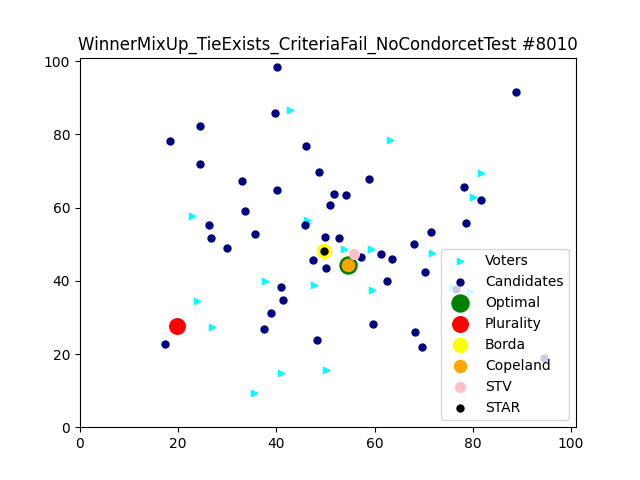 WinnerMixUp_TieExists_CriteriaFail_NoCondorcetTest #8010
100
80
60
40
20
0
0 20 40 60 80 100
Voters
Candidates
Optimal
Plurality
Borda
Copeland
STV
STAR